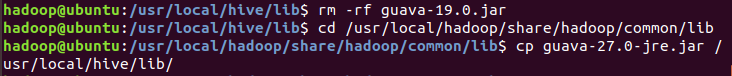 hadoop@ubuntu:/usr/local/hive/lib$ rm -rf guava-19.0.jar
hadoop@ubuntu:/usr/local/hive/lib$ cd /usr/local/hadoop/share/hadoop/common/lib
hadoop@ubuntu:/usr/local/hadoop/share/hadoop/common/lib$ cp guava-27.0-jre.jar /
usr/local/hive/lib/